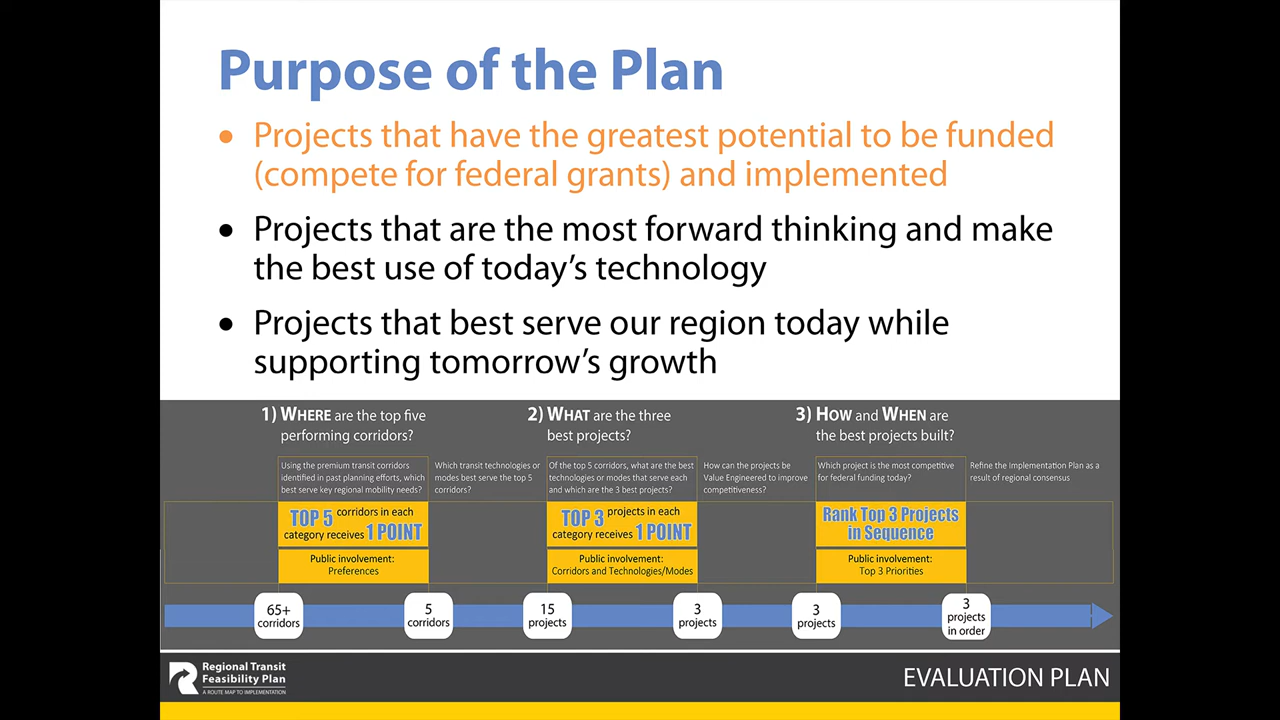 Purpose of the Plan
• Projects that have the greatest potential to be funded
(compete for federal grants) and implemented
• Projects that are the most forward thinking and make
the best use of today's technology
• Projects that best serve our region today while
supporting tomorrow's growth
1) WHERE are the top five
performing corridors?
Using the premium transit corridors
identified in past planning efforts, which
best serve key regional mobility needs?
Which transit technologies or
modes best serve the top 5
corridors?
TOP 5 corridors in each
category receives 1 POINT
Public involvement:
Preferences
2) WHAT are the three
best projects?
Of the top 5 corridors, what are the best
technologies or modes that serve each
and which are the 3 best projects?
How can the projects be
Value Engineered to improve
competitiveness?
TOP 3 projects in each
category receives 1 POINT
Public involvement:
Corridors and Technologies/Modes
3) HOW and WHEN are
the best projects built?
Which project is the most competitive
for federal funding today?
Refine the Implementation Plan as a
result of regional consensus
Rank Top 3 Projects
in Sequence
Public involvement:
Top 3 Priorities
65+
corridors
5
corridors
15
projects
3
projects
3
projects
3
projects
in order
Regional Transit
Feasibility Plan
A ROUTE MAP TO IMPLEMENTATION
EVALUATION PLAN